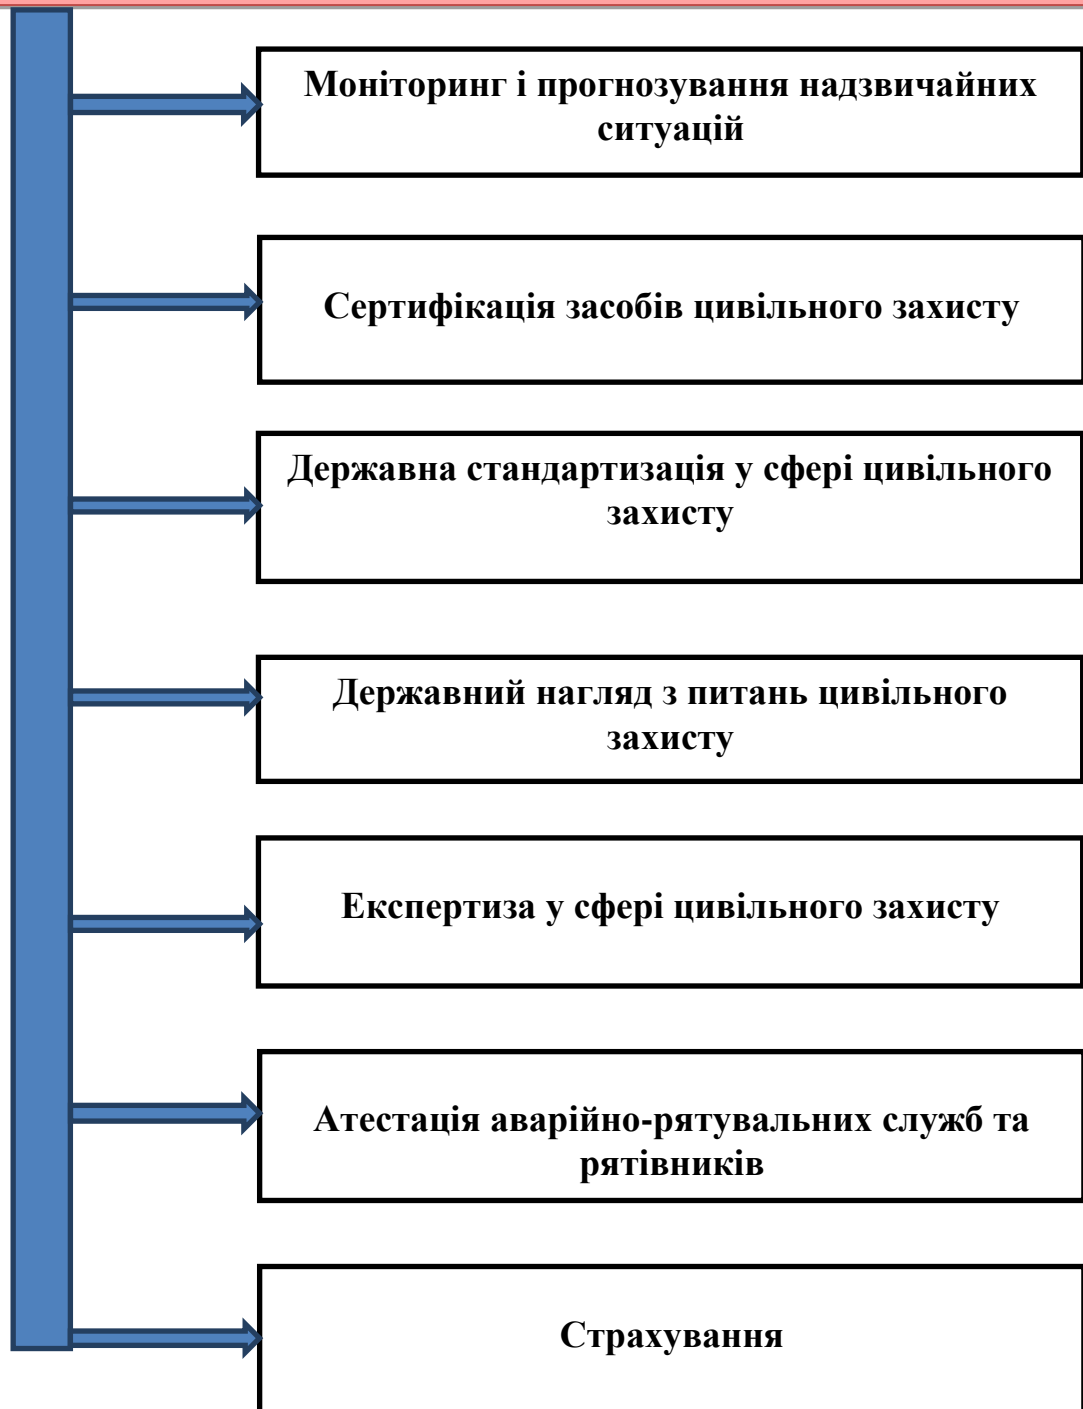 Моніторинг і прогнозування надзвичайних
ситуацій
Сертифікація засобів цивільного захисту
Державна стандартизація у сфері цивільного
захисту
Державний нагляд з питань цивільного
захисту
Експертиза у сфері цивільного захисту
Атестація аварійно-рятувальних служб та
рятівників
Страхування